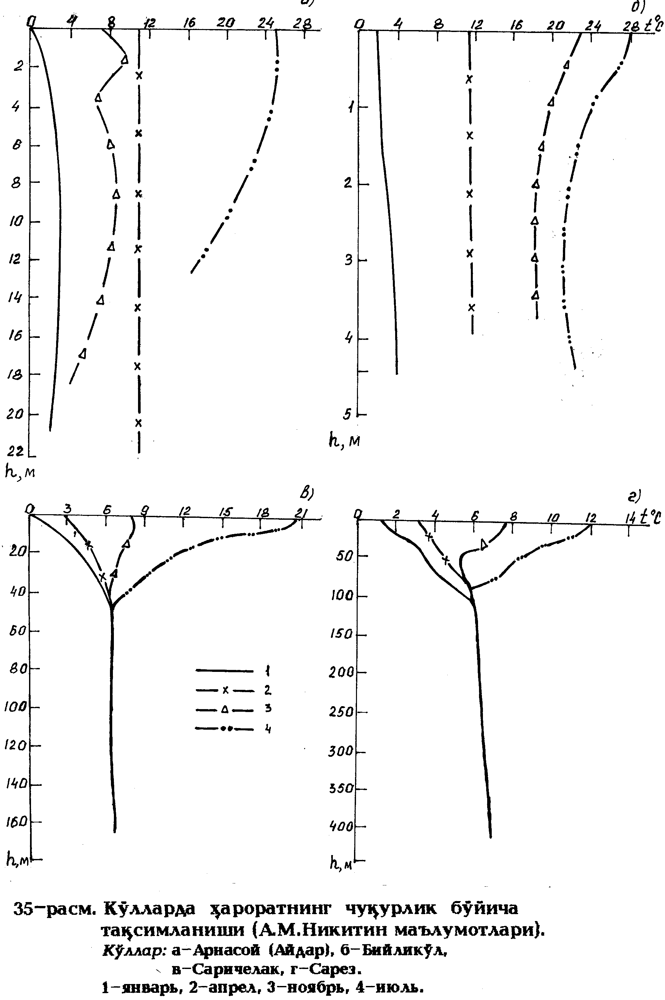 а)
0 4 8 12 16 20 24 28
2
4
6
8
10
12
14
16
18
20
22
h, м
б)
0 4 8 12 16 20 24 28 t°C
1
2
3
4
5
h, м
в)
0 3 6 9 12 15 18 21
20
40
60
80
100
120
140
160
h, м
1
2
3
4
г)
0 2 4 6 8 10 12 14 t°C
50
100
150
200
250
300
350
400
h, м
35-расм. Кўлларда ҳароратнинг чуқурлик бўйича
тақсимланиши (А.М.Никитин маълумотлари).
Кўллар: а-Арнасой (Айдар), б-Бийликўл,
в-Саричелак, г-Сарез.
1-январь, 2-апрел, 3-ноябрь, 4-июль.